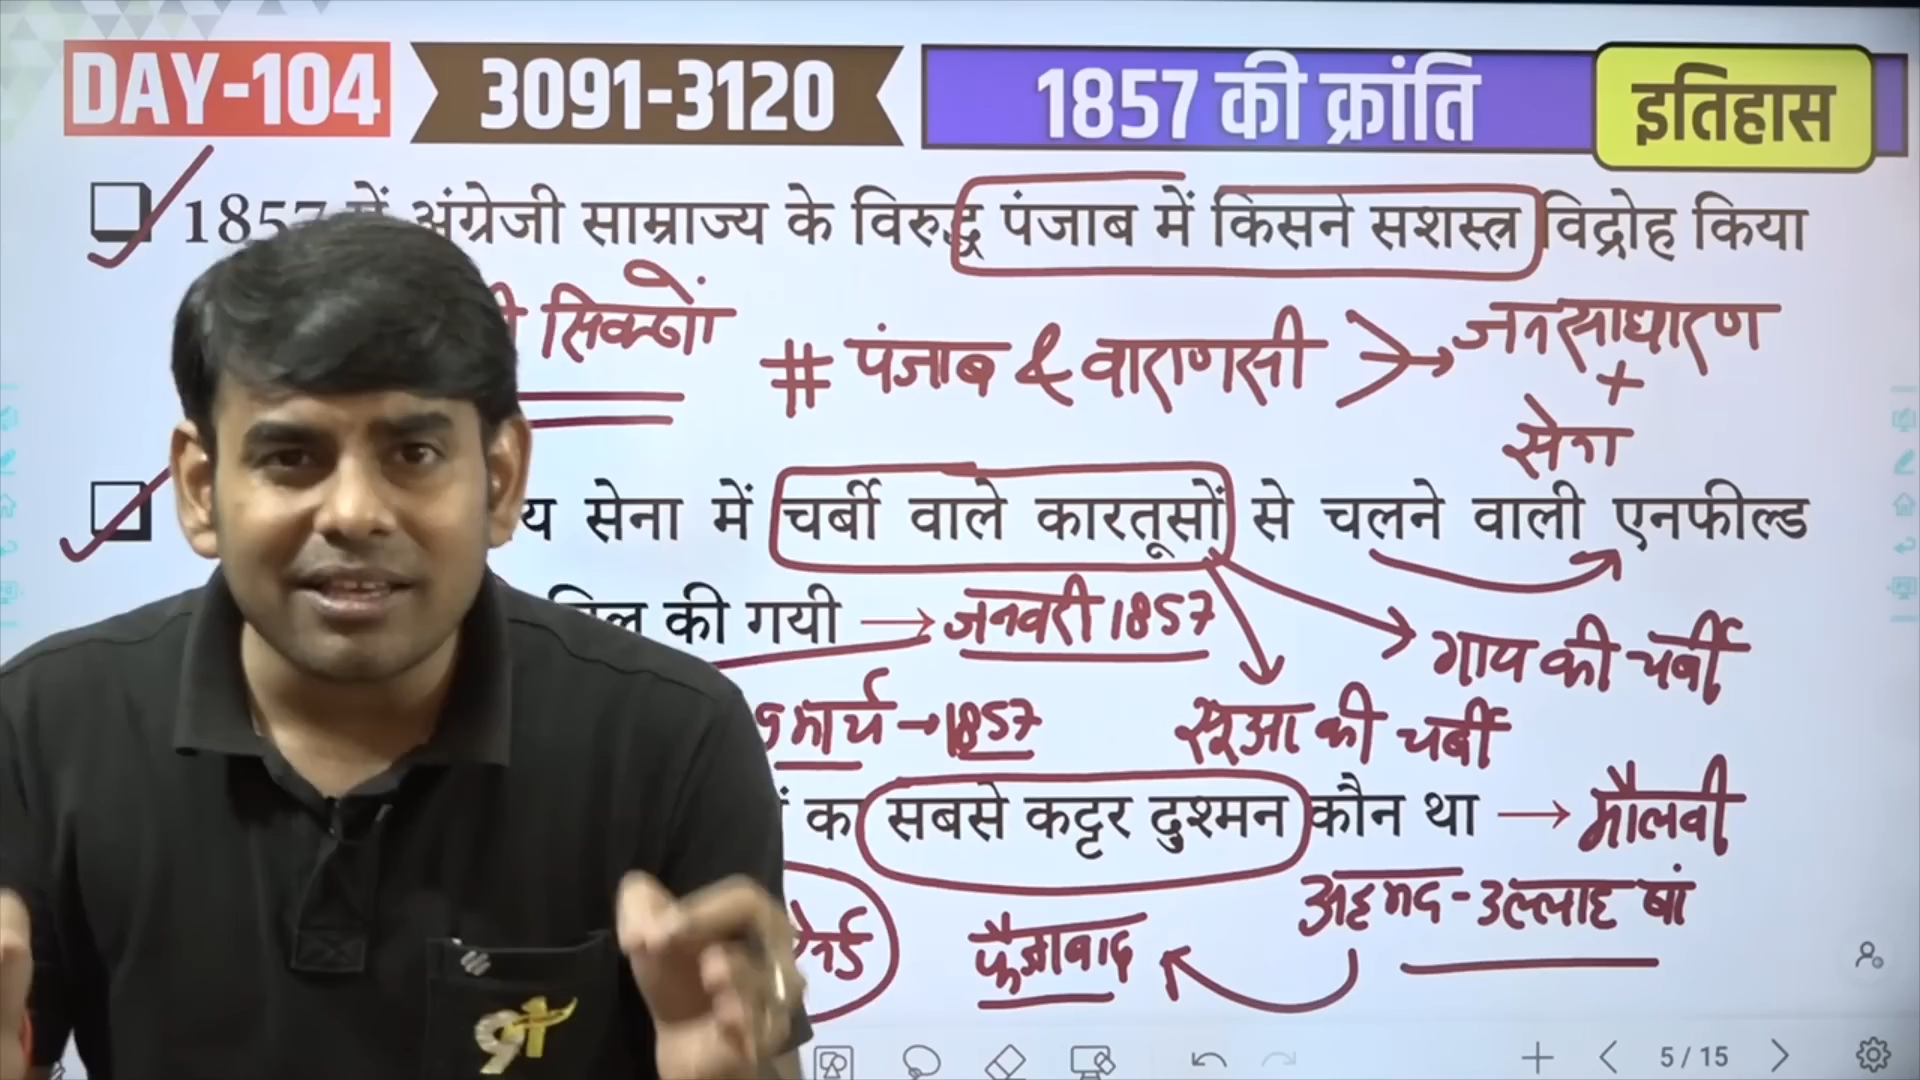 DAY-104 3091-3120 1857 की क्रांति इतिहास
1857 में अंग्रेजी साम्राज्य के विरुद्ध पंजाब में किसने सशस्त्र विद्रोह किया
# पंजाब & वाराणसी → जनसाधारण
+
सेना
सेना में चर्बी वाले कारतूसों से चलने वाली एनफील्ड
की गयी → जनवरी 1857
गाय की चर्बी
मार्च → 1857
की चर्बी
का सबसे कट्टर दुश्मन कौन था → मौलवी
अहमद-उल्लाह
फैजाबाद
5 / 15